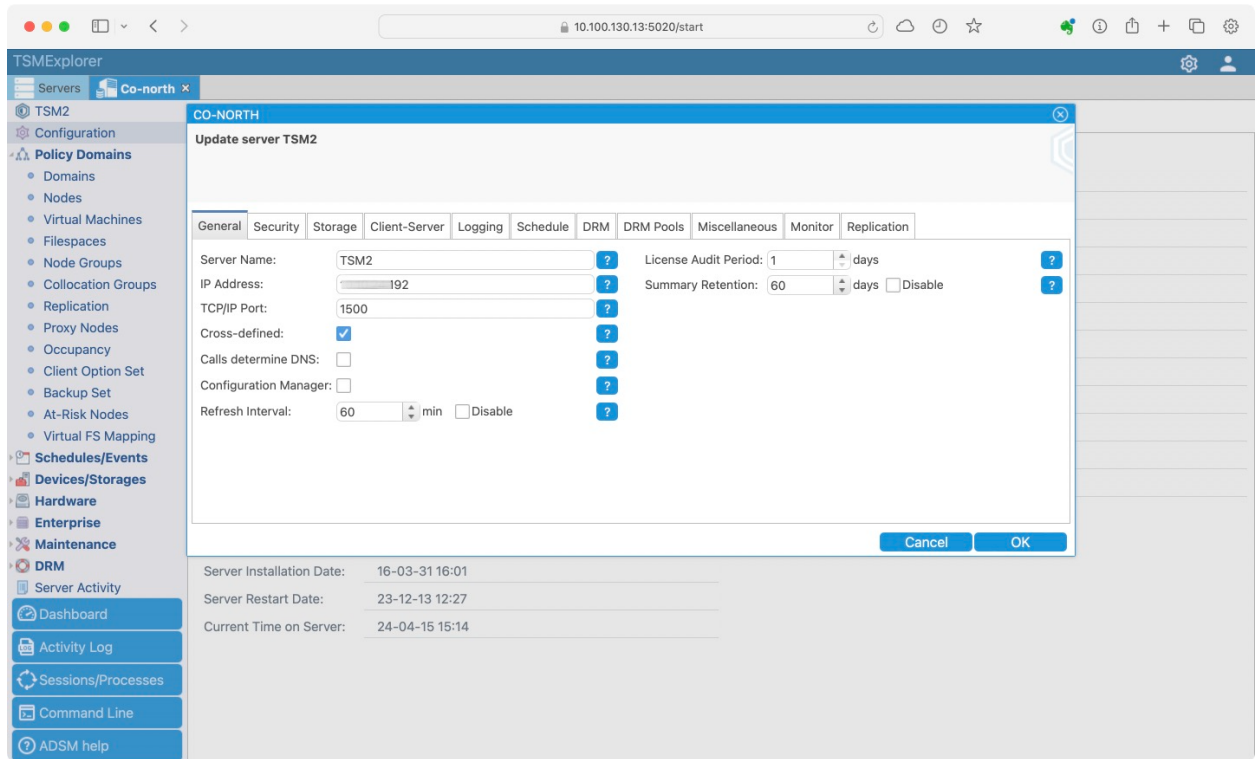 10.100.130.13:5020/start
TSMExplorer
Servers
Co-north
TSM2
Configuration
Policy Domains
Domains
Nodes
Virtual Machines
Filespaces
Node Groups
Collocation Groups
Replication
Proxy Nodes
Occupancy
Client Option Set
Backup Set
At-Risk Nodes
Virtual FS Mapping
Schedules/Events
Devices/Storages
Hardware
Enterprise
Maintenance
DRM
Server Activity
Dashboard
Activity Log
Sessions/Processes
Command Line
ADSM help
CO-NORTH
Update server TSM2
General Security Storage Client-Server Logging Schedule DRM DRM Pools Miscellaneous Monitor Replication
Server Name: TSM2 ?
IP Address: 192 ?
TCP/IP Port: 1500 ?
Cross-defined: ?
Calls determine DNS: ?
Configuration Manager: ?
Refresh Interval: 60 min Disable ?
License Audit Period: 1 days ?
Summary Retention: 60 days Disable ?
Cancel OK
Server Installation Date: 16-03-31 16:01
Server Restart Date: 23-12-13 12:27
Current Time on Server: 24-04-15 15:14